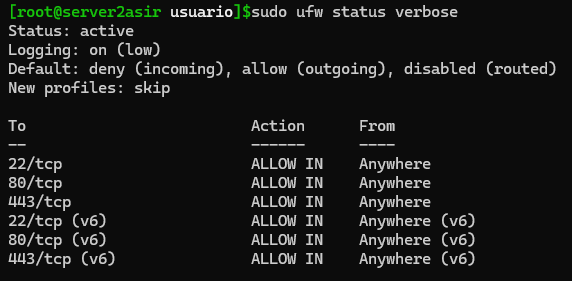 [root@server2asir usuario]$sudo ufw status verbose
Status: active
Logging: on (low)
Default: deny (incoming), allow (outgoing), disabled (routed)
New profiles: skip

To                         Action      From
--                         ------      ----
22/tcp                     ALLOW IN    Anywhere
80/tcp                     ALLOW IN    Anywhere
443/tcp                    ALLOW IN    Anywhere
22/tcp (v6)                ALLOW IN    Anywhere (v6)
80/tcp (v6)                ALLOW IN    Anywhere (v6)
443/tcp (v6)               ALLOW IN    Anywhere (v6)